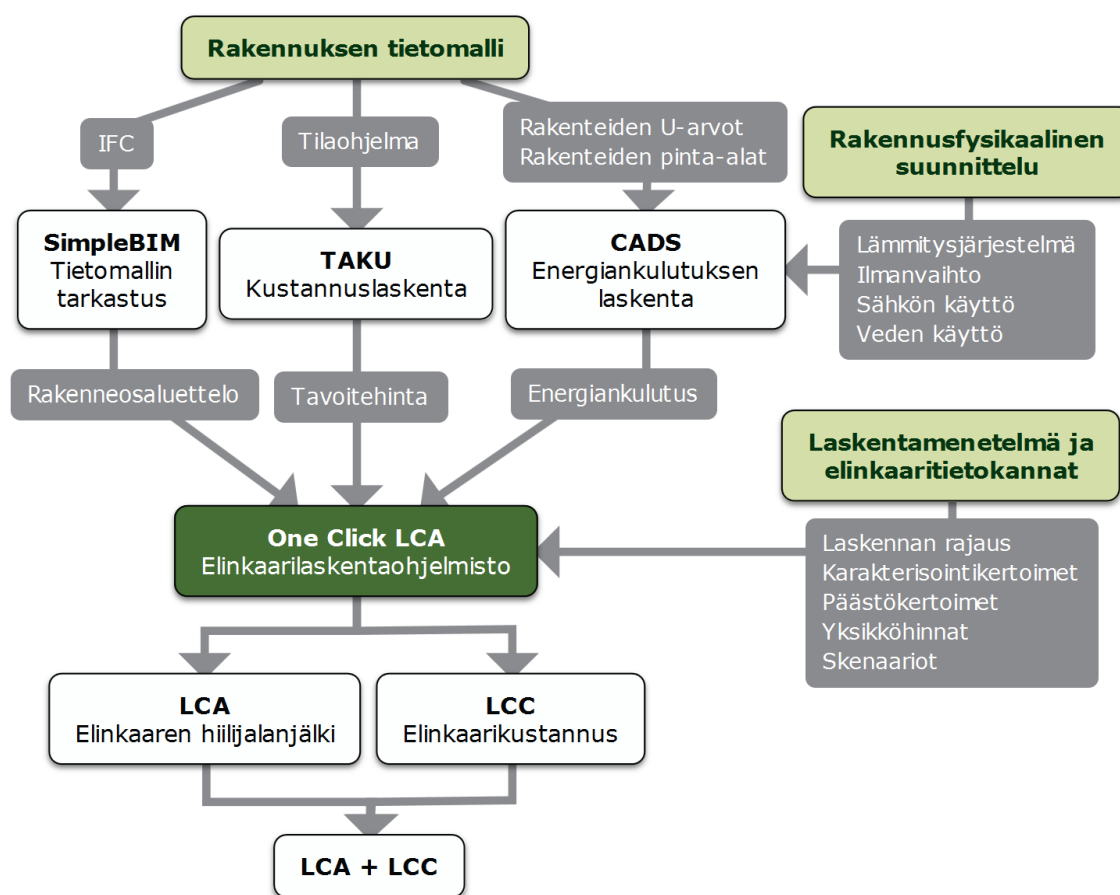 Rakennuksen tietomalli
IFC
Tilaohjelma
Rakenteiden U-arvot
Rakenteiden pinta-alat
Rakennusfysikaalinen
suunnittelu
SimpleBIM
Tietomallin
tarkastus
TAKU
Kustannuslaskenta
CADS
Energiankulutuksen
laskenta
Lämmitysjärjestelmä
Ilmanvaihto
Sähkön käyttö
Veden käyttö
Rakenneosaluettelo
Tavoitehinta
Energiankulutus
Laskentamenetelmä ja
elinkaaritietokannat
One Click LCA
Elinkaarilaskentaohjelmisto
Laskennan rajaus
Karakterisointikertoimet
Päästökertoimet
Yksikköhinnat
Skenaariot
LCA
Elinkaaren hiilijalanjälki
LCC
Elinkaarikustannus
LCA + LCC